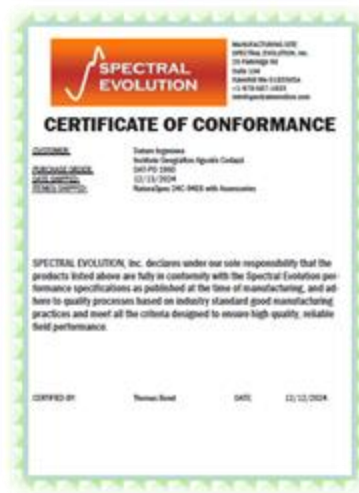 SPECTRAL
EVOLUTION
MANUFACTURING SITE
SPECTRAL EVOLUTION, Inc.
CERTIFICATE OF CONFORMANCE
CUSTOMER:
Instituto Geográfico Agustín Codazzi
PURCHASE ORDER:
DATE SHIPPED:
12/13/2024
ITEM(S) SHIPPED:
with Accessories
SPECTRAL EVOLUTION, Inc. declares under our sole responsibility that the
products listed above are fully in conformity with the Spectral Evolution per-
formance specifications as published at the time of manufacturing, and ad-
here to quality processes based on industry standard good manufacturing
practices and meet all the criteria designed to ensure high quality, reliable
field performance.
CERTIFIED BY
DATE
12/12/2024